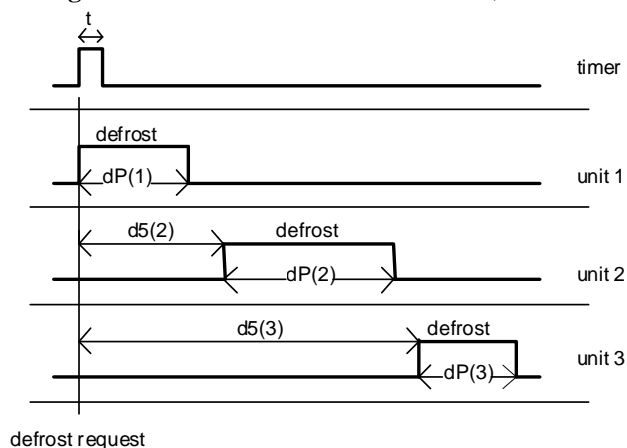 t
timer
defrost
dP(1)
unit 1
d5(2)
defrost
dP(2)
unit 2
d5(3)
defrost
dP(3)
unit 3
defrost request